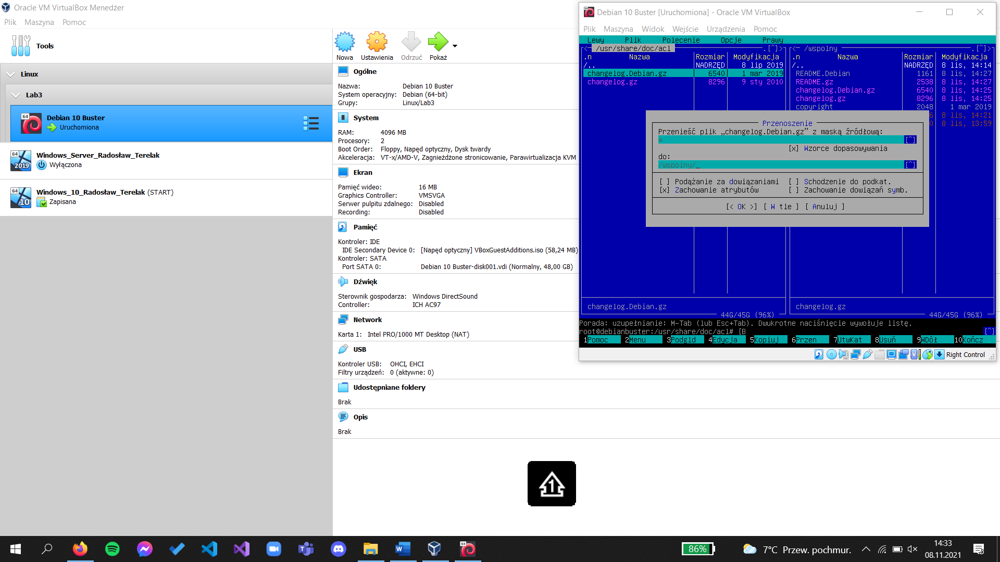 Oracle VM VirtualBox Menedżer
Plik Maszyna Pomoc
Tools
Linux
Lab3
64
Debian 10 Buster
Uruchomiona
64
2019
Windows_Server_Radosław_Terelak
Wyłączona
64
10
Windows_10_Radosław_Terelak (START)
Zapisana
Nowa Ustawienia Odrzuć Pokaż
Ogólne
Nazwa: Debian 10 Buster
System operacyjny: Debian (64-bit)
Grupy: Linux/Lab3
System
RAM: 4096 MB
Procesory: 2
Boot Order: Floppy, Napęd optyczny, Dysk twardy
Akceleracja: VT-x/AMD-V, Zagnieżdżone stronicowanie, Parawirtualizacja KVM
Ekran
Pamięć wideo: 16 MB
Graphics Controller: VMSVGA
Serwer pulpitu zdalnego: Disabled
Recording: Disabled
Pamięć
Kontroler: IDE
IDE Secondary Device 0: [Napęd optyczny] VBoxGuestAdditions.iso (58,24 MB)
Kontroler: SATA
Port SATA 0: Debian 10 Buster-disk001.vdi (Normalny, 48,00 GB)
Dźwięk
Sterownik gospodarza: Windows DirectSound
Controller: ICH AC97
Network
Karta 1: Intel PRO/1000 MT Desktop (NAT)
USB
Kontroler USB: OHCI, EHCI
Filtry urządzeń: 0 (aktywne: 0)
Udostępniane foldery
Brak
Opis
Brak
Debian 10 Buster [Uruchomiona] - Oracle VM VirtualBox
Plik Maszyna Widok Wejście Urządzenia Pomoc
Lewy Plik Polecenie Opcje Prawy
<─ /usr/share/doc/acl .[^]>
.n Nazwa Rozmiar Modyfikacja
/.. NADRZĘD 8 lip 2019
changelog.Debian.gz 6540 1 mar 2019
changelog.gz 8296 9 sty 2010
<─ /wspolny .[^]>
.n Nazwa Rozmiar Modyfikacja
/.. NADRZĘD 8 lis, 14:14
README.Debian 1161 8 lis, 14:27
README.gz 2538 8 lis, 14:27
changelog.Debian.gz 6540 8 lis, 14:25
changelog.gz 8296 8 lis, 14:25
copyright 2048 1 mar 2019
6 8 lis, 14:21
0 8 lis, 13:59
Przenoszenie
Przenieść plik „changelog.Debian.gz” z maską źródłową:
* [^]
[x] Wzorce dopasowywania
do:
/wspolny/_ [^]
[ ] Podążanie za dowiązaniami [ ] Schodzenie do podkat.
[x] Zachowanie atrybutów [ ] Zachowanie dowiązań symb.
[< OK >] [ W tle ] [ Anuluj ]
changelog.Debian.gz
44G/45G (96%)
changelog.gz
44G/45G (96%)
Porada: uzupełnianie: M-Tab (lub Esc+Tab). Dwukrotne naciśnięcie wywołuje listę.
root@debianbuster:/usr/share/doc/acl# [B [^]
1Pomoc 2Menu 3Podgld 4Edycja 5Kopiuj 6Przen 7UtwKat 8Usuń 9WDół 10Kończ
Right Control
1
86%
7°C Przew. pochmur.
14:33
08.11.2021